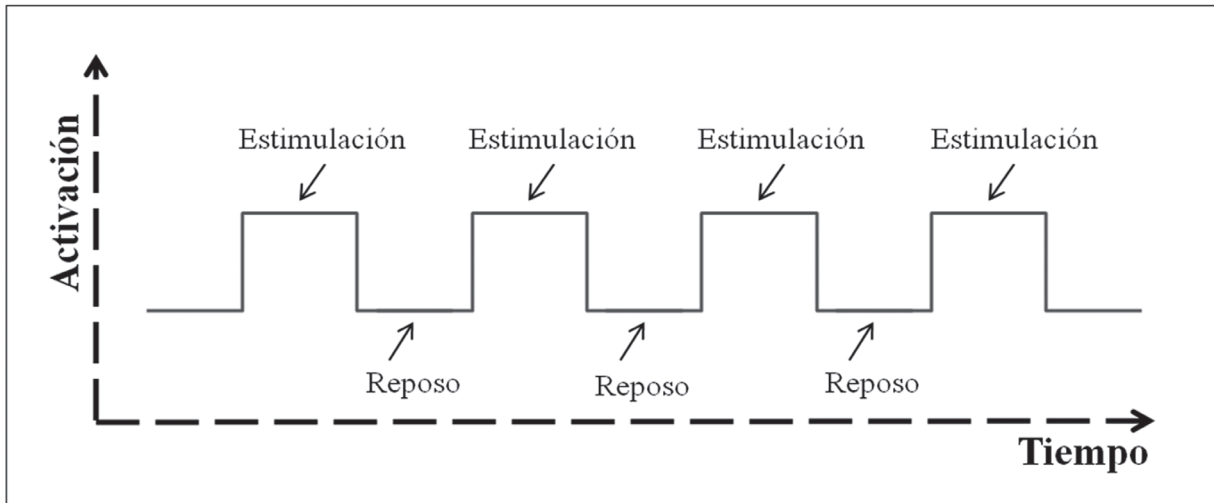 Activación
Estimulación
Estimulación
Estimulación
Estimulación
Reposo
Reposo
Reposo
Tiempo